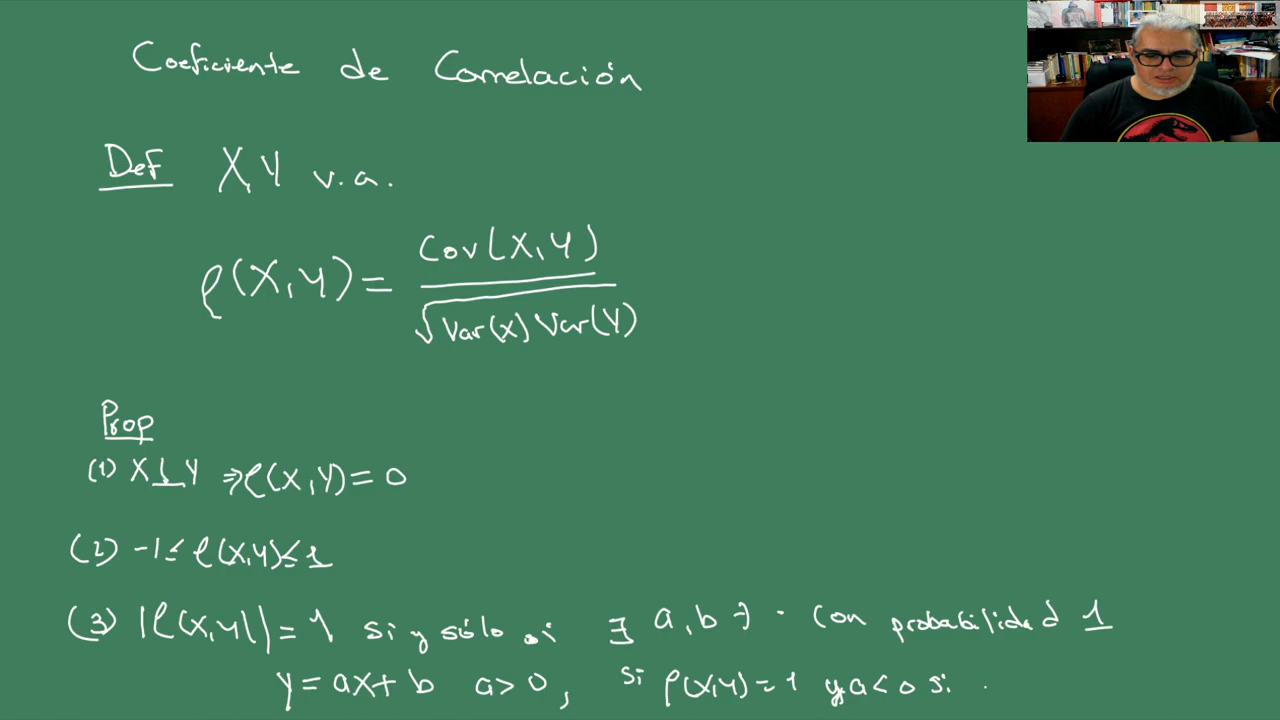 Coeficiente de Correlación
Def X, Y v.a.
ρ(X,Y) = Cov(X,Y) / √Var(X) Var(Y)
Prop
(1) X⊥Y ⇒ ρ(X,Y) = 0
(2) -1 ≤ ρ(X,Y) ≤ 1
(3) |ρ(X,Y)| = 1 si y sólo si ∃ a, b ∋ · con probabilidad 1
Y = aX + b a > 0, si ρ(X,Y) = 1 y a < 0 si